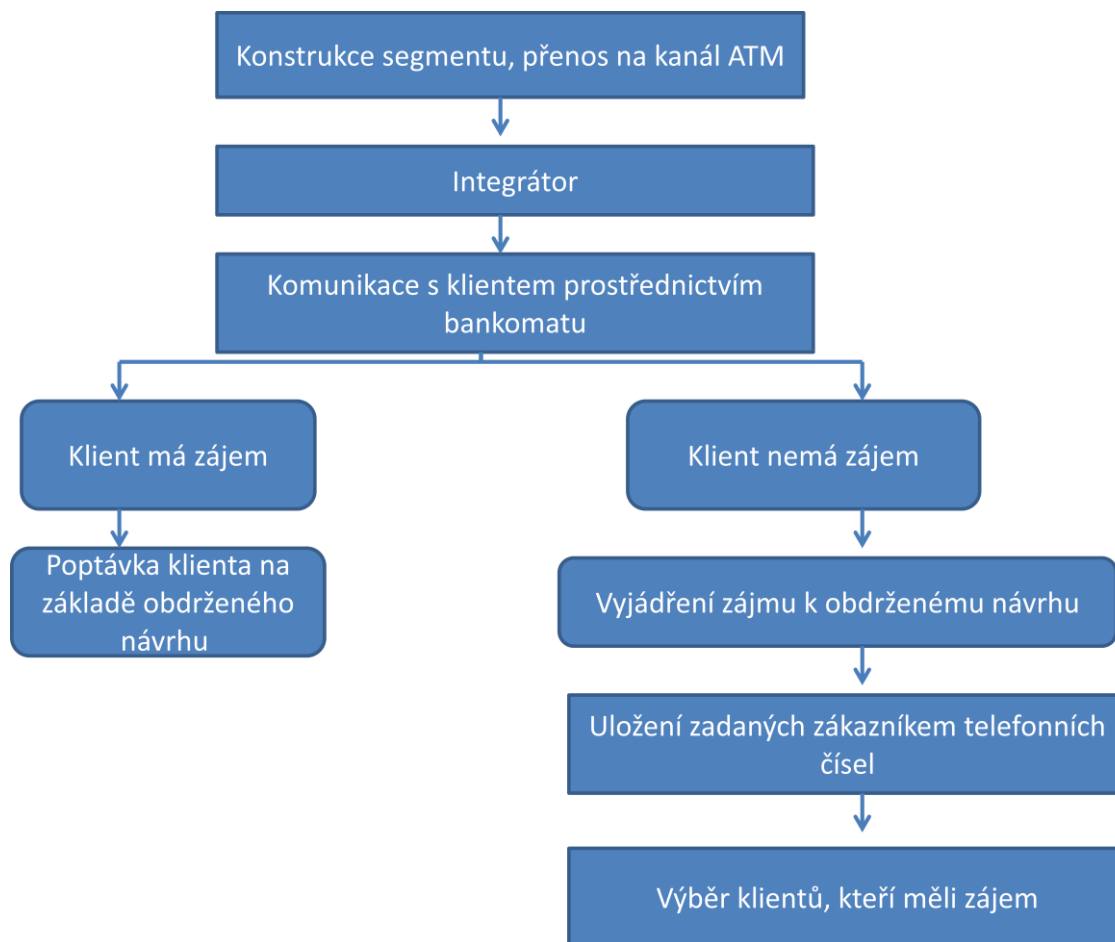 Konstrukce segmentu, přenos na kanál ATM
Integrátor
Komunikace s klientem prostřednictvím
bankomatu
Klient má zájem
Klient nemá zájem
Poptávka klienta na
základě obdrženého
návrhu
Vyjádření zájmu k obdrženému návrhu
Uložení zadaných zákazníkem telefonních
čísel
Výběr klientů, kteří měli zájem